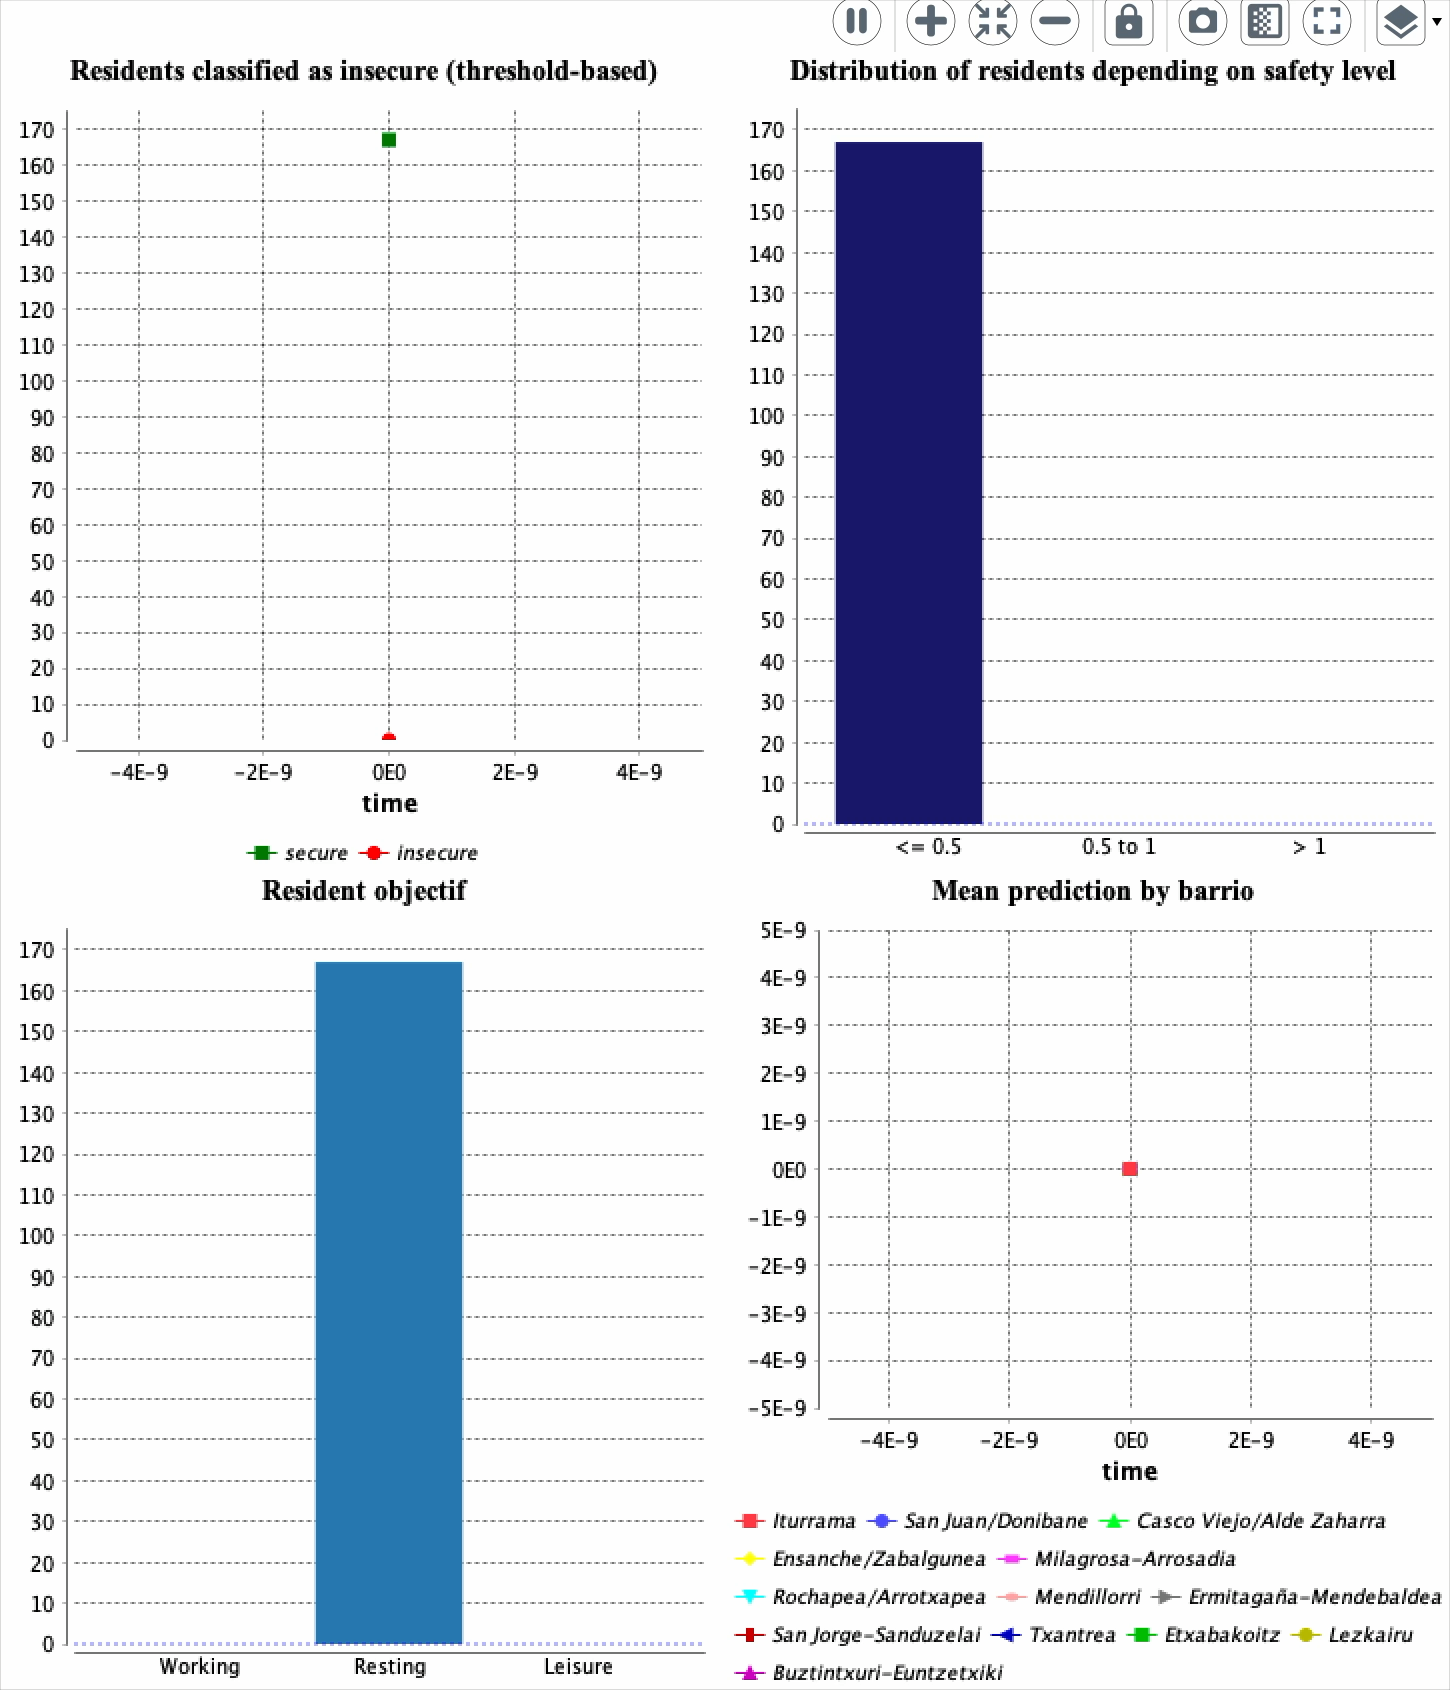 Residents classified as insecure (threshold-based)
170
160
150
140
130
120
110
100
90
80
70
60
50
40
30
20
10
0
-4E-9 -2E-9 0E0 2E-9 4E-9
time
secure insecure
Distribution of residents depending on safety level
170
160
150
140
130
120
110
100
90
80
70
60
50
40
30
20
10
0
<= 0.5 0.5 to 1 > 1
Resident objectif
170
160
150
140
130
120
110
100
90
80
70
60
50
40
30
20
10
0
Working Resting Leisure
Mean prediction by barrio
5E-9
4E-9
3E-9
2E-9
1E-9
0E0
-1E-9
-2E-9
-3E-9
-4E-9
-5E-9
-4E-9 -2E-9 0E0 2E-9 4E-9
time
Iturrama San Juan/Donibane Casco Viejo/Alde Zaharra
Ensanche/Zabalgunea Milagrosa-Arrosadia
Rochapea/Arrotxapea Mendillorri Ermitagaña-Mendebaldea
San Jorge-Sanduzelai Txantrea Etxabakoitz Lezkairu
Buztintxuri-Euntzetxiki